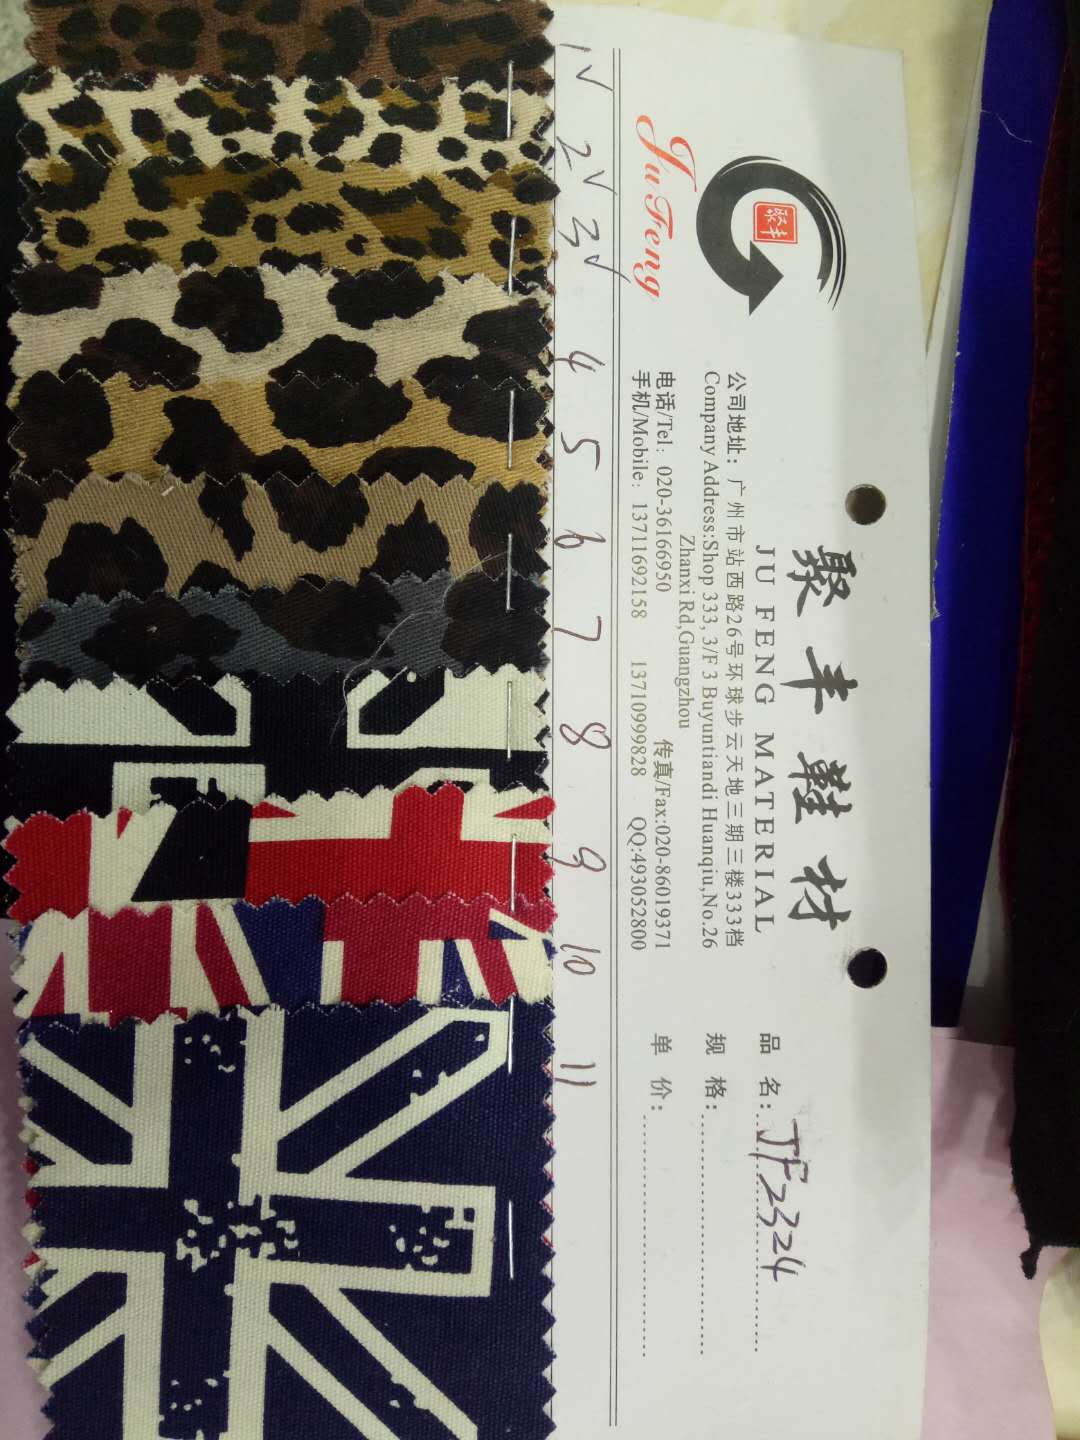 聚丰鞋材
JU FENG MATERIAL
聚丰
Ju Feng
公司地址：广州市站西路26号环球步云天地三期三楼333档
Company Address:Shop 333, 3/F 3 Buyuntiandi Huanqiu,No.26
Zhanxi Rd,Guangzhou
电话/Tel：020-36166950 传真/Fax:020-86019371
手机/Mobile：13711692158 13710999828 QQ:493052800
品名：JF2324
规格：
单价：
1√
2√
3√
4
5
6
7
8
9
10
11